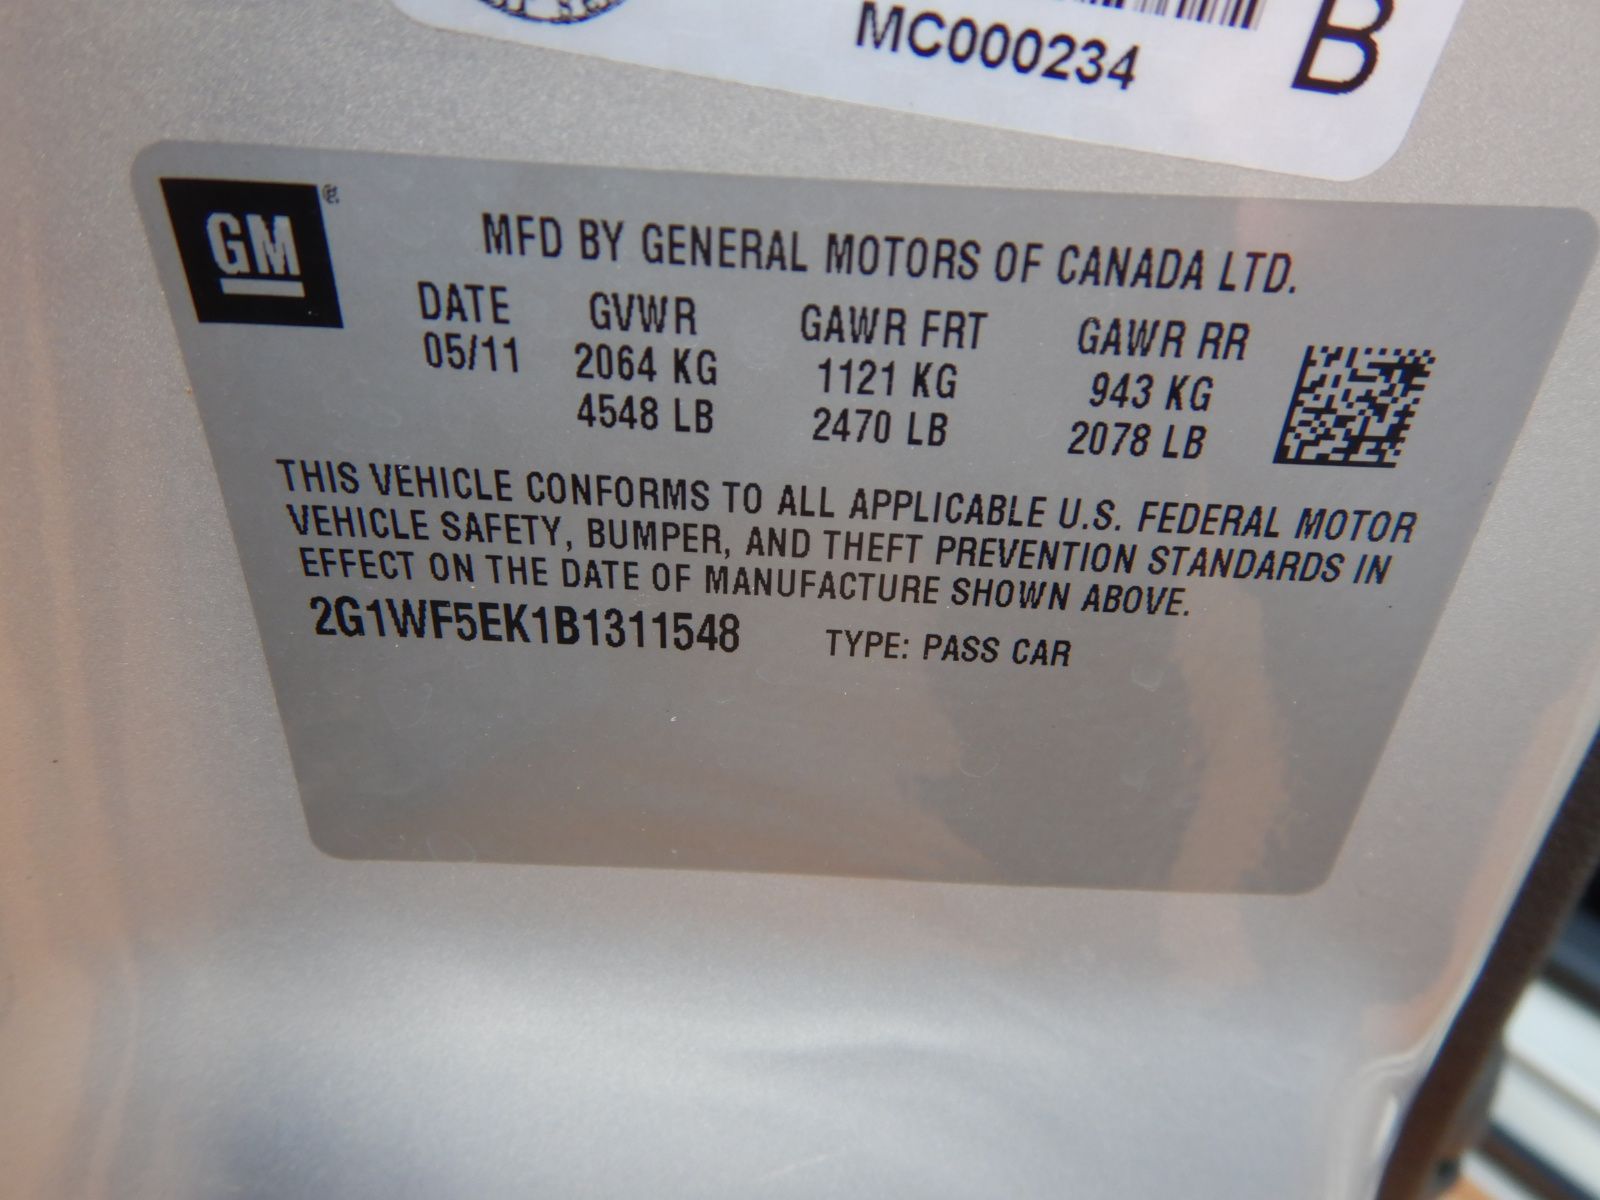 MC000234 B
GM ®
MFD BY GENERAL MOTORS OF CANADA LTD.
DATE GVWR GAWR FRT GAWR RR
05/11 2064 KG 1121 KG 943 KG
4548 LB 2470 LB 2078 LB
THIS VEHICLE CONFORMS TO ALL APPLICABLE U.S. FEDERAL MOTOR
VEHICLE SAFETY, BUMPER, AND THEFT PREVENTION STANDARDS IN
EFFECT ON THE DATE OF MANUFACTURE SHOWN ABOVE.
2G1WF5EK1B1311548 TYPE: PASS CAR